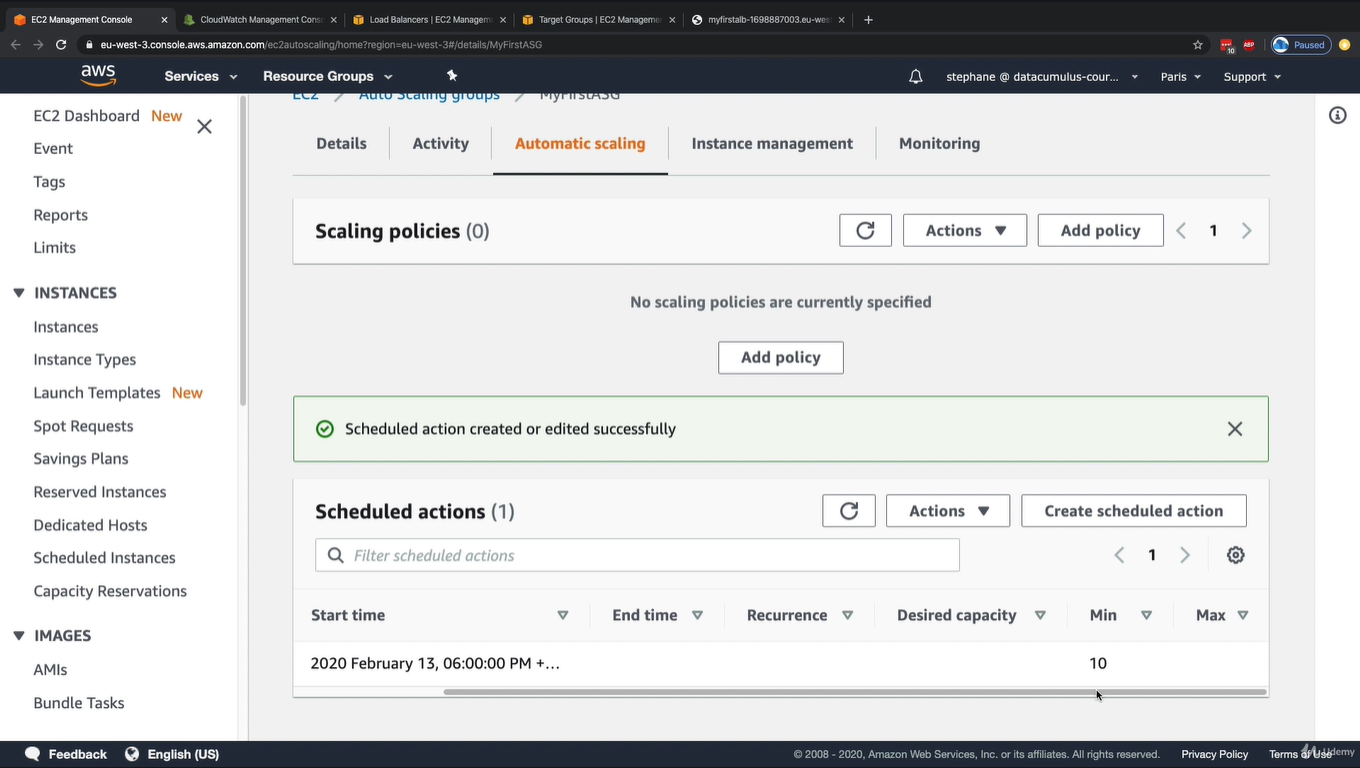 EC2 Management Console
CloudWatch Management Cons
Load Balancers | EC2 Managem
Target Groups | EC2 Manageme
myfirstalb-1698887003.eu-wes
eu-west-3.console.aws.amazon.com/ec2autoscaling/home?region=eu-west-3#/details/MyFirstASG
10
ABP
Paused
aws
Services
Resource Groups
stephane @ datacumulus-cour...
Paris
Support
EC2 Dashboard New
Event
Tags
Reports
Limits
INSTANCES
Instances
Instance Types
Launch Templates New
Spot Requests
Savings Plans
Reserved Instances
Dedicated Hosts
Scheduled Instances
Capacity Reservations
IMAGES
AMIs
Bundle Tasks
EC2
Auto Scaling groups
MyFirstASG
Details
Activity
Automatic scaling
Instance management
Monitoring
Scaling policies (0)
Actions
Add policy
1
No scaling policies are currently specified
Add policy
Scheduled action created or edited successfully
Scheduled actions (1)
Actions
Create scheduled action
Filter scheduled actions
1
Start time
End time
Recurrence
Desired capacity
Min
Max
2020 February 13, 06:00:00 PM +...
10
Feedback
English (US)
© 2008 - 2020, Amazon Web Services, Inc. or its affiliates. All rights reserved.
Privacy Policy
Terms of Use
Udemy